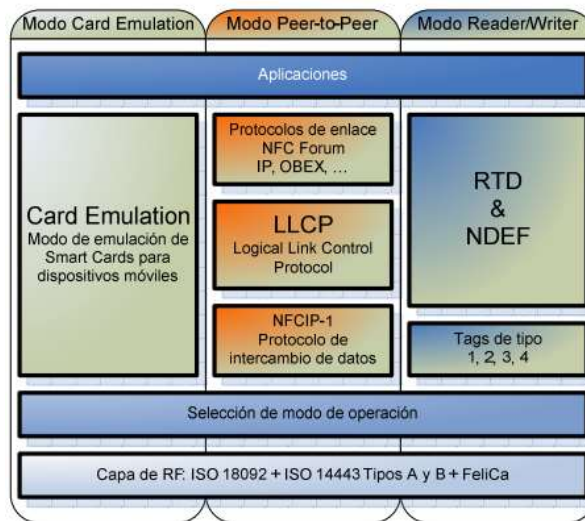 Modo Card Emulation
Modo Peer-to-Peer
Modo Reader/Writer
Aplicaciones
Card Emulation
Modo de emulación de
Smart Cards para
dispositivos móviles
Protocolos de enlace
NFC Forum
IP, OBEX, ...
LLCP
Logical Link Control
Protocol
NFCIP-1
Protocolo de
intercambio de datos
RTD
&
NDEF
Tags de tipo
1, 2, 3, 4
Selección de modo de operación
Capa de RF: ISO 18092 + ISO 14443 Tipos A y B + FeliCa